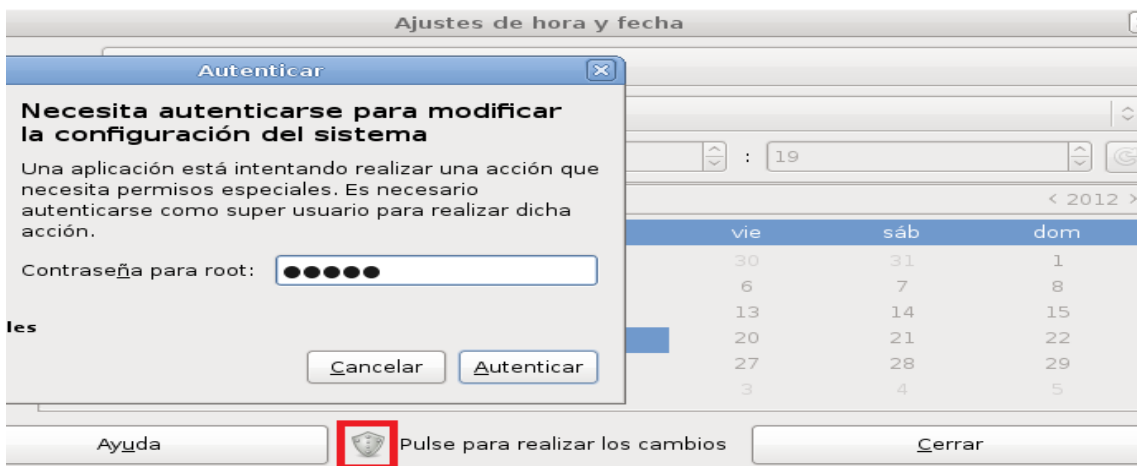 Ajustes de hora y fecha
Autenticar
Necesita autenticarse para modificar
la configuración del sistema
Una aplicación está intentando realizar una acción que
necesita permisos especiales. Es necesario
autenticarse como super usuario para realizar dicha
acción.
Contraseña para root: ●●●●●
les
Cancelar Autenticar
: 19
< 2012 >
vie sáb dom
30 31 1
6 7 8
13 14 15
20 21 22
27 28 29
3 4 5
Ayuda Pulse para realizar los cambios Cerrar